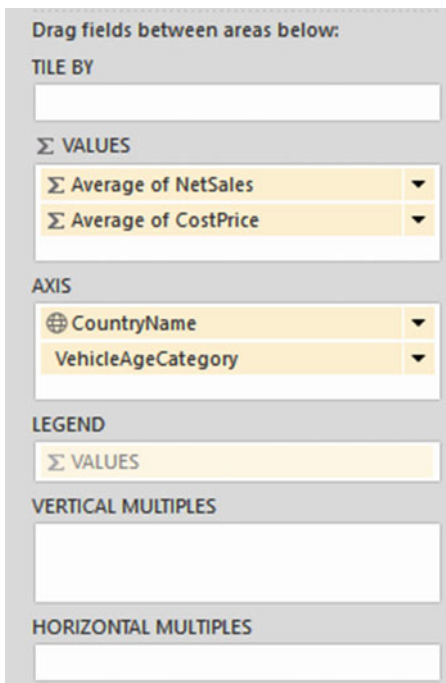 Drag fields between areas below:
TILE BY
Σ VALUES
Σ Average of NetSales
Σ Average of CostPrice
AXIS
CountryName
VehicleAgeCategory
LEGEND
Σ VALUES
VERTICAL MULTIPLES
HORIZONTAL MULTIPLES